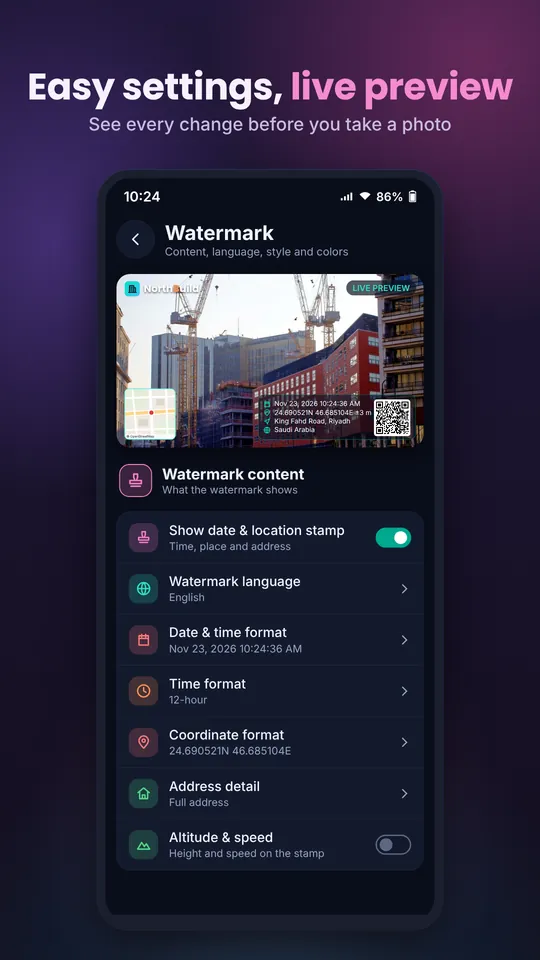 Easy settings, live preview
See every change before you take a photo
10:24
86%
Watermark
Content, language, style and colors
NorthBuild
LIVE PREVIEW
© OpenStreetMap
Nov 23, 2026 10:24:36 AM
24.690521N 46.685104E ±3 m
King Fahd Road, Riyadh
Saudi Arabia
Watermark content
What the watermark shows
Show date & location stamp
Time, place and address
Watermark language
English
Date & time format
Nov 23, 2026 10:24:36 AM
Time format
12-hour
Coordinate format
24.690521N 46.685104E
Address detail
Full address
Altitude & speed
Height and speed on the stamp